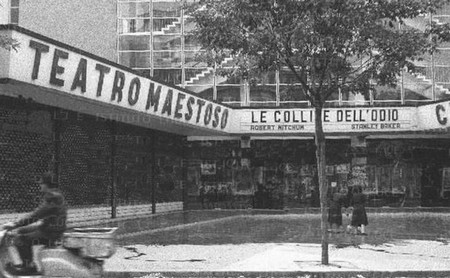 TEATRO MAESTOSO
LE COLLINE DELL'ODIO
ROBERT MITCHUM STANLEY BAKER
C